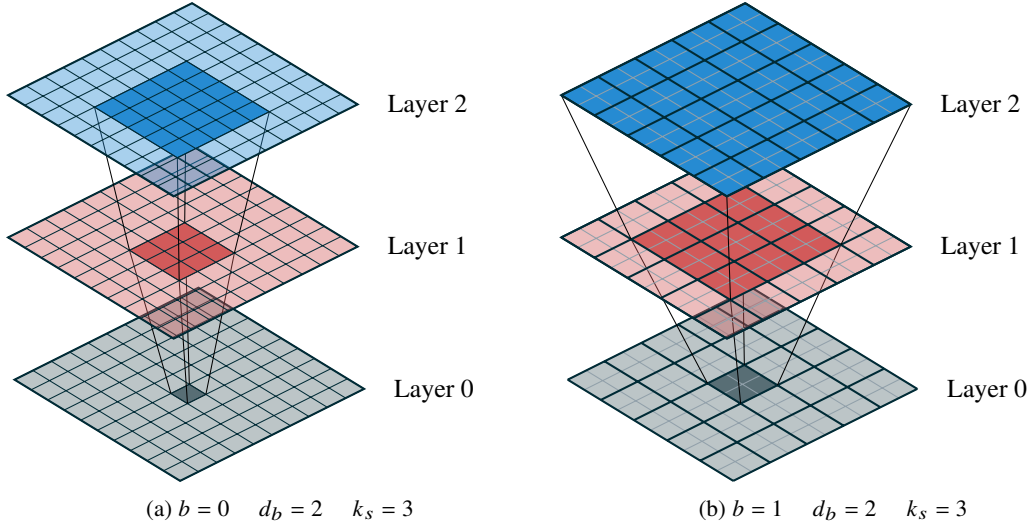 Layer 2
Layer 1
Layer 0
(a) b = 0 d_b = 2 k_s = 3
Layer 2
Layer 1
Layer 0
(b) b = 1 d_b = 2 k_s = 3